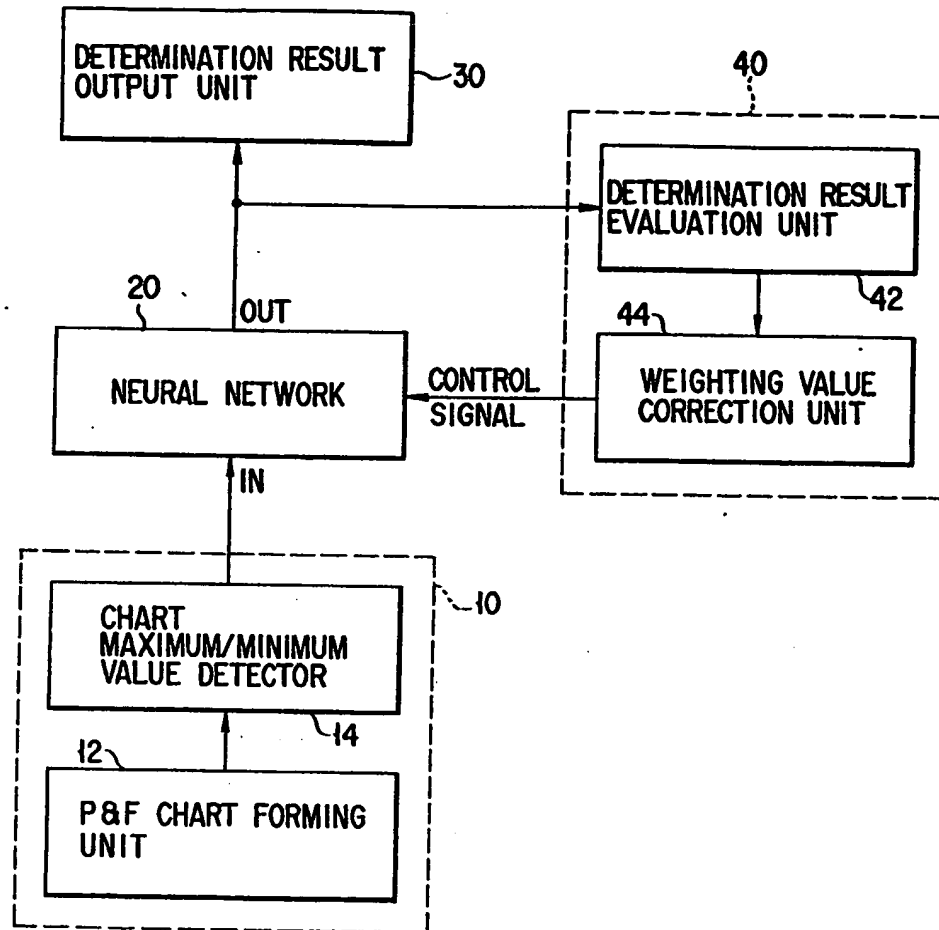 DETERMINATION RESULT
OUTPUT UNIT
30
40
DETERMINATION RESULT
EVALUATION UNIT
42
20
OUT
44
NEURAL NETWORK
CONTROL
SIGNAL
WEIGHTING VALUE
CORRECTION UNIT
IN
10
CHART
MAXIMUM/MINIMUM
VALUE DETECTOR
14
12
P&F CHART FORMING
UNIT